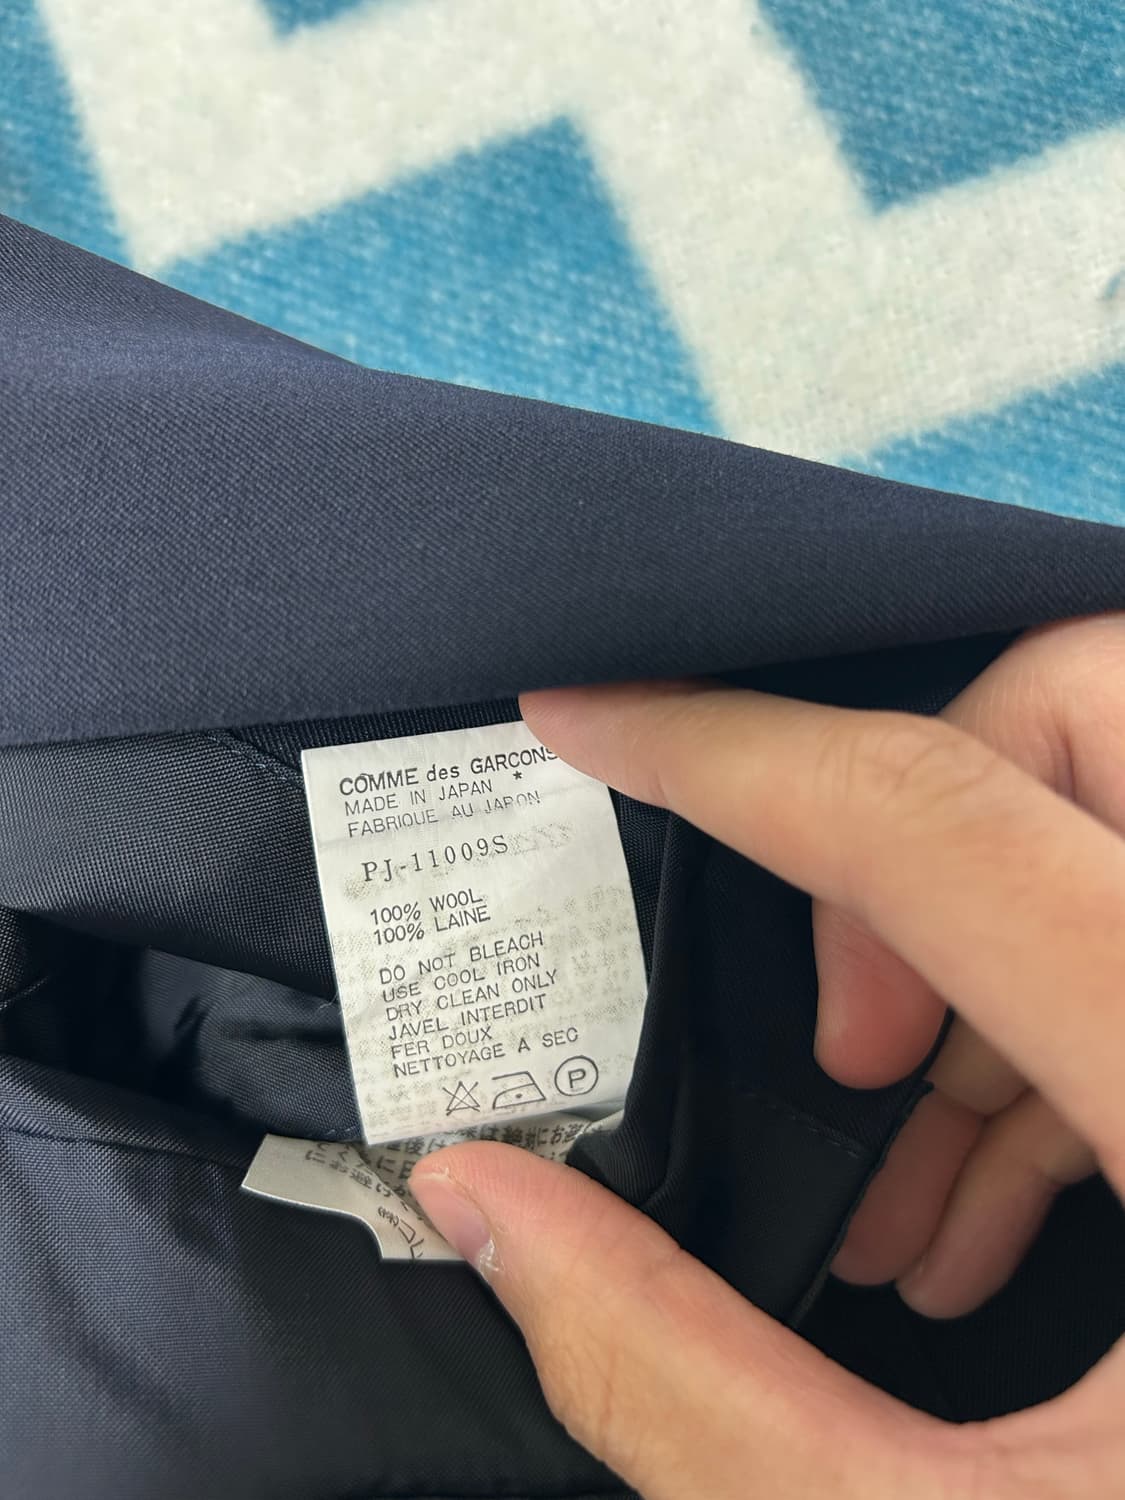 COMME des GARCONS
*
MADE IN JAPAN
FABRIQUE AU JAPON
PJ-11009S
100% WOOL
100% LAINE
DO NOT BLEACH
USE COOL IRON
DRY CLEAN ONLY
JAVEL INTERDIT
FER DOUX
NETTOYAGE A SEC
P